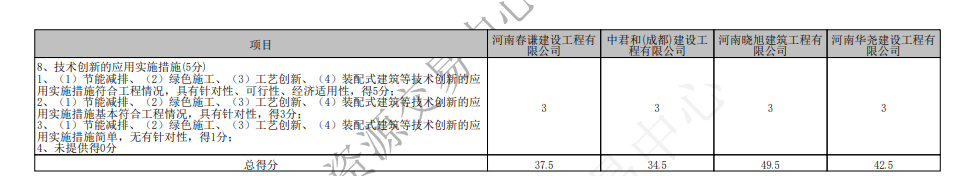 项目
河南春谦建设工程有
限公司
中君和(成都)建设工
程有限公司
河南晓旭建筑工程有
限公司
河南华尧建设工程有
限公司
8、技术创新的应用实施措施(5分)
1、（1）节能减排、（2）绿色施工、（3）工艺创新、（4）装配式建筑等技术创新的应
用实施措施符合工程情况，具有针对性、可行性、经济适用性，得5分；
2、（1）节能减排、（2）绿色施工、（3）工艺创新、（4）装配式建筑等技术创新的应
用实施措施基本符合工程情况，具有针对性，得3分；
3、（1）节能减排、（2）绿色施工、（3）工艺创新、（4）装配式建筑等技术创新的应
用实施措施简单，无有针对性，得1分；
4、未提供得0分
3
3
3
3
总得分
37.5
34.5
49.5
42.5
资源交易中心
易中心